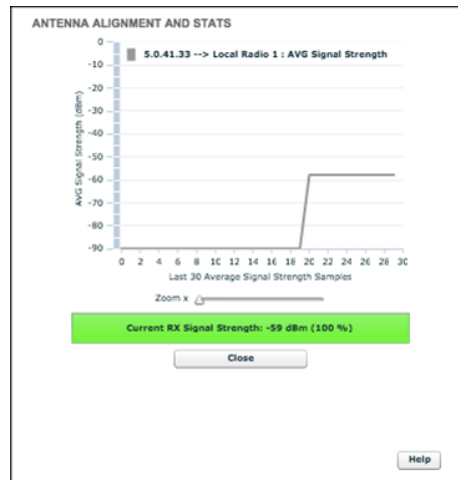 ANTENNA ALIGNMENT AND STATS
5.0.41.33 --> Local Radio 1 : AVG Signal Strength
AVG Signal Strength (dBm)
0
-10
-20
-30
-40
-50
-60
-70
-80
-90
0 2 4 6 8 10 12 14 16 18 20 22 24 26 28 30
Last 30 Average Signal Strength Samples
Zoom x
Current RX Signal Strength: -59 dBm (100 %)
Close
Help